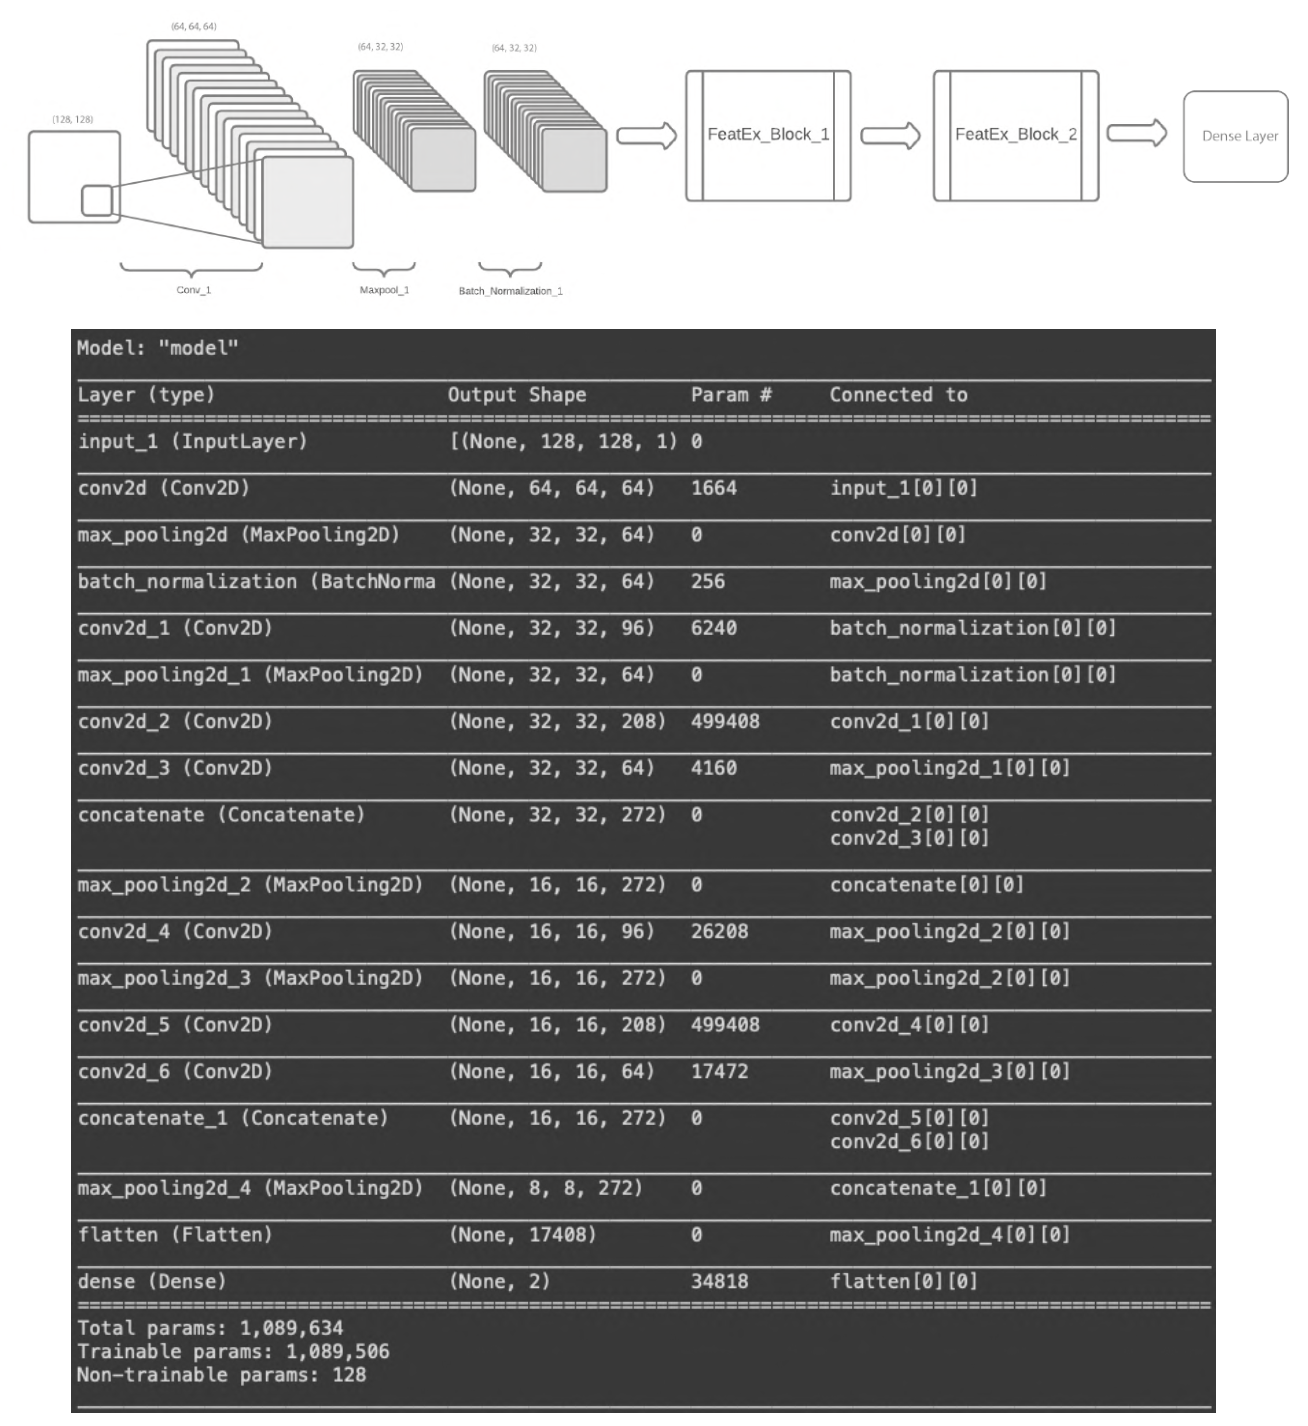 (64, 64, 64)
(64, 32, 32)
(64, 32, 32)
(128, 128)
FeatEx_Block_1
FeatEx_Block_2
Dense Layer
Conv_1
Maxpool_1
Batch_Normalization_1
Model: "model"
Layer (type) Output Shape Param # Connected to
input_1 (InputLayer) [(None, 128, 128, 1) 0
conv2d (Conv2D) (None, 64, 64, 64) 1664 input_1[0][0]
max_pooling2d (MaxPooling2D) (None, 32, 32, 64) 0 conv2d[0][0]
batch_normalization (BatchNorma (None, 32, 32, 64) 256 max_pooling2d[0][0]
conv2d_1 (Conv2D) (None, 32, 32, 96) 6240 batch_normalization[0][0]
max_pooling2d_1 (MaxPooling2D) (None, 32, 32, 64) 0 batch_normalization[0][0]
conv2d_2 (Conv2D) (None, 32, 32, 208) 499408 conv2d_1[0][0]
conv2d_3 (Conv2D) (None, 32, 32, 64) 4160 max_pooling2d_1[0][0]
concatenate (Concatenate) (None, 32, 32, 272) 0 conv2d_2[0][0]
conv2d_3[0][0]
max_pooling2d_2 (MaxPooling2D) (None, 16, 16, 272) 0 concatenate[0][0]
conv2d_4 (Conv2D) (None, 16, 16, 96) 26208 max_pooling2d_2[0][0]
max_pooling2d_3 (MaxPooling2D) (None, 16, 16, 272) 0 max_pooling2d_2[0][0]
conv2d_5 (Conv2D) (None, 16, 16, 208) 499408 conv2d_4[0][0]
conv2d_6 (Conv2D) (None, 16, 16, 64) 17472 max_pooling2d_3[0][0]
concatenate_1 (Concatenate) (None, 16, 16, 272) 0 conv2d_5[0][0]
conv2d_6[0][0]
max_pooling2d_4 (MaxPooling2D) (None, 8, 8, 272) 0 concatenate_1[0][0]
flatten (Flatten) (None, 17408) 0 max_pooling2d_4[0][0]
dense (Dense) (None, 2) 34818 flatten[0][0]
Total params: 1,089,634
Trainable params: 1,089,506
Non-trainable params: 128